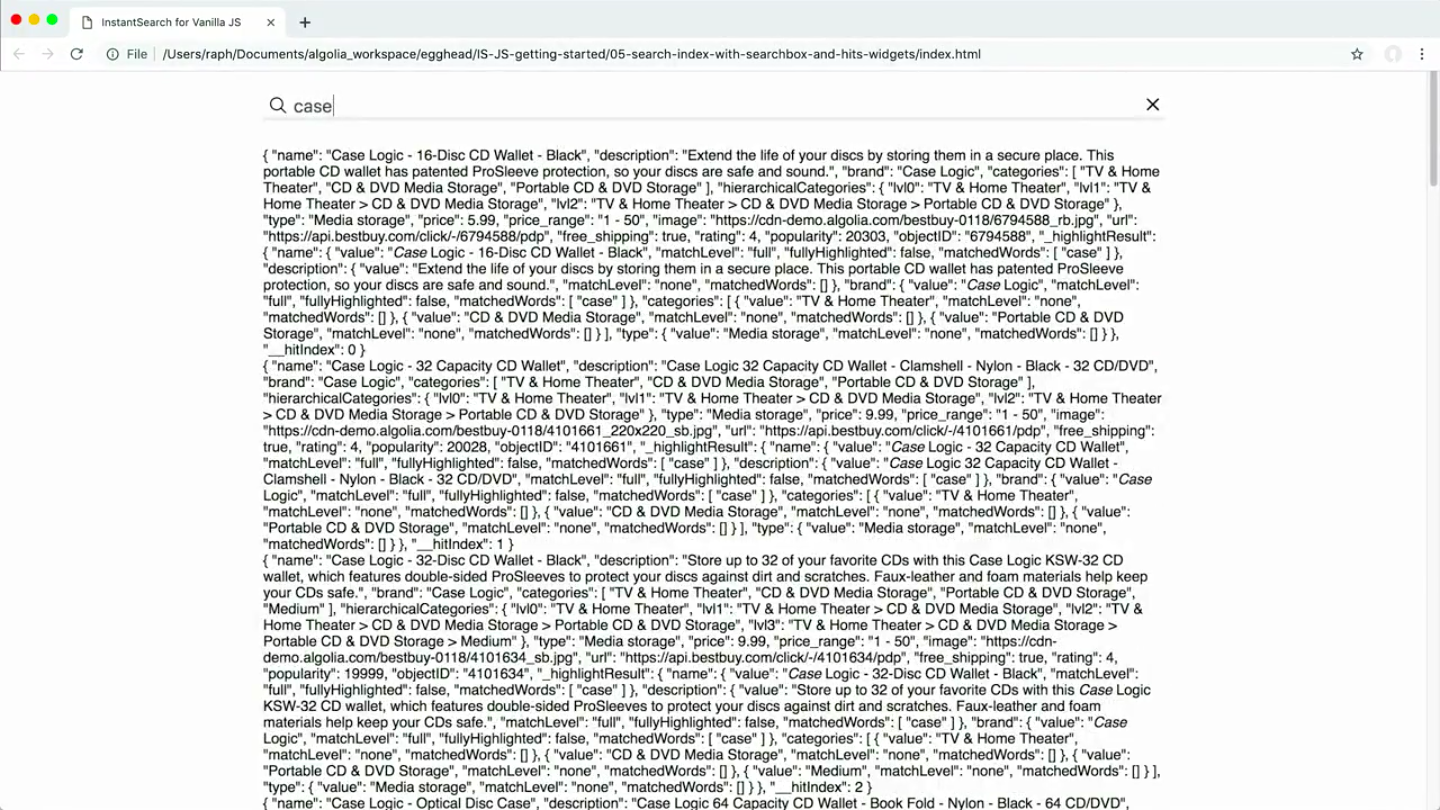 InstantSearch for Vanilla JS
File /Users/raph/Documents/algolia_workspace/egghead/IS-JS-getting-started/05-search-index-with-searchbox-and-hits-widgets/index.html
case
{ "name": "Case Logic - 16-Disc CD Wallet - Black", "description": "Extend the life of your discs by storing them in a secure place. This
portable CD wallet has patented ProSleeve protection, so your discs are safe and sound.", "brand": "Case Logic", "categories": [ "TV & Home
Theater", "CD & DVD Media Storage", "Portable CD & DVD Storage" ], "hierarchicalCategories": { "lvl0": "TV & Home Theater", "lvl1": "TV &
Home Theater > CD & DVD Media Storage", "lvl2": "TV & Home Theater > CD & DVD Media Storage > Portable CD & DVD Storage" },
"type": "Media storage", "price": 5.99, "price_range": "1 - 50", "image": "https://cdn-demo.algolia.com/bestbuy-0118/6794588_rb.jpg", "url":
"https://api.bestbuy.com/click/-/6794588/pdp", "free_shipping": true, "rating": 4, "popularity": 20303, "objectID": "6794588", "_highlightResult":
{ "name": { "value": "Case Logic - 16-Disc CD Wallet - Black", "matchLevel": "full", "fullyHighlighted": false, "matchedWords": [ "case" ] },
"description": { "value": "Extend the life of your discs by storing them in a secure place. This portable CD wallet has patented ProSleeve
protection, so your discs are safe and sound.", "matchLevel": "none", "matchedWords": [] }, "brand": { "value": "Case Logic", "matchLevel":
"full", "fullyHighlighted": false, "matchedWords": [ "case" ] }, "categories": [ { "value": "TV & Home Theater", "matchLevel": "none",
"matchedWords": [] }, { "value": "CD & DVD Media Storage", "matchLevel": "none", "matchedWords": [] }, { "value": "Portable CD & DVD
Storage", "matchLevel": "none", "matchedWords": [] } ], "type": { "value": "Media storage", "matchLevel": "none", "matchedWords": [] } },
"__hitIndex": 0 }
{ "name": "Case Logic - 32 Capacity CD Wallet", "description": "Case Logic 32 Capacity CD Wallet - Clamshell - Nylon - Black - 32 CD/DVD",
"brand": "Case Logic", "categories": [ "TV & Home Theater", "CD & DVD Media Storage", "Portable CD & DVD Storage" ],
"hierarchicalCategories": { "lvl0": "TV & Home Theater", "lvl1": "TV & Home Theater > CD & DVD Media Storage", "lvl2": "TV & Home Theater
> CD & DVD Media Storage > Portable CD & DVD Storage" }, "type": "Media storage", "price": 9.99, "price_range": "1 - 50", "image":
"https://cdn-demo.algolia.com/bestbuy-0118/4101661_220x220_sb.jpg", "url": "https://api.bestbuy.com/click/-/4101661/pdp", "free_shipping":
true, "rating": 4, "popularity": 20028, "objectID": "4101661", "_highlightResult": { "name": { "value": "Case Logic - 32 Capacity CD Wallet",
"matchLevel": "full", "fullyHighlighted": false, "matchedWords": [ "case" ] }, "description": { "value": "Case Logic 32 Capacity CD Wallet -
Clamshell - Nylon - Black - 32 CD/DVD", "matchLevel": "full", "fullyHighlighted": false, "matchedWords": [ "case" ] }, "brand": { "value": "Case
Logic", "matchLevel": "full", "fullyHighlighted": false, "matchedWords": [ "case" ] }, "categories": [ { "value": "TV & Home Theater",
"matchLevel": "none", "matchedWords": [] }, { "value": "CD & DVD Media Storage", "matchLevel": "none", "matchedWords": [] }, { "value":
"Portable CD & DVD Storage", "matchLevel": "none", "matchedWords": [] } ], "type": { "value": "Media storage", "matchLevel": "none",
"matchedWords": [] } }, "__hitIndex": 1 }
{ "name": "Case Logic - 32-Disc CD Wallet - Black", "description": "Store up to 32 of your favorite CDs with this Case Logic KSW-32 CD
wallet, which features double-sided ProSleeves to protect your discs against dirt and scratches. Faux-leather and foam materials help keep
your CDs safe.", "brand": "Case Logic", "categories": [ "TV & Home Theater", "CD & DVD Media Storage", "Portable CD & DVD Storage",
"Medium" ], "hierarchicalCategories": { "lvl0": "TV & Home Theater", "lvl1": "TV & Home Theater > CD & DVD Media Storage", "lvl2": "TV &
Home Theater > CD & DVD Media Storage > Portable CD & DVD Storage", "lvl3": "TV & Home Theater > CD & DVD Media Storage >
Portable CD & DVD Storage > Medium" }, "type": "Media storage", "price": 9.99, "price_range": "1 - 50", "image": "https://cdn-
demo.algolia.com/bestbuy-0118/4101634_sb.jpg", "url": "https://api.bestbuy.com/click/-/4101634/pdp", "free_shipping": true, "rating": 4,
"popularity": 19999, "objectID": "4101634", "_highlightResult": { "name": { "value": "Case Logic - 32-Disc CD Wallet - Black", "matchLevel":
"full", "fullyHighlighted": false, "matchedWords": [ "case" ] }, "description": { "value": "Store up to 32 of your favorite CDs with this Case Logic
KSW-32 CD wallet, which features double-sided ProSleeves to protect your discs against dirt and scratches. Faux-leather and foam
materials help keep your CDs safe.", "matchLevel": "full", "fullyHighlighted": false, "matchedWords": [ "case" ] }, "brand": { "value": "Case
Logic", "matchLevel": "full", "fullyHighlighted": false, "matchedWords": [ "case" ] }, "categories": [ { "value": "TV & Home Theater",
"matchLevel": "none", "matchedWords": [] }, { "value": "CD & DVD Media Storage", "matchLevel": "none", "matchedWords": [] }, { "value":
"Portable CD & DVD Storage", "matchLevel": "none", "matchedWords": [] }, { "value": "Medium", "matchLevel": "none", "matchedWords": [] } ],
"type": { "value": "Media storage", "matchLevel": "none", "matchedWords": [] } }, "__hitIndex": 2 }
{ "name": "Case Logic - Optical Disc Case", "description": "Case Logic 64 Capacity CD Wallet - Book Fold - Nylon - Black - 64 CD/DVD",